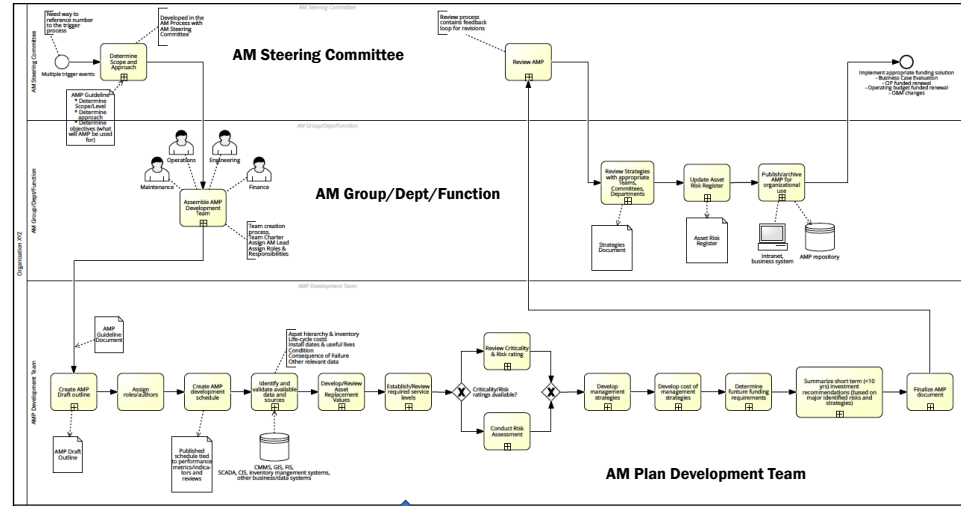 AM Steering Committee
Need way to
reference number
to the trigger
process
Developed in the
AM Process with
AM Steering
Committee
Determine
Scope and
Approach
Multiple trigger events
AMP Guideline
* Determine
Scope/Level
* Determine
approach
* Determine
objectives (what
will AMP be used
for)
AM Steering Committee
Review process
contains feedback
loop for revisions
Review AMP
Implement appropriate funding solution
- Business Case Evaluation
- CIP funded renewal
- Operating budget funded renewal
- O&M changes
AM Steering Committee
Organization XYZ
AM Group/Dept/Function
AM Group/Dept/Function
Operations
Engineering
Maintenance
Finance
Assemble AMP
Development
Team
Team creation
process,
Team Charter
Assign AM Lead
Assign Roles &
Responsibilities
AM Group/Dept/Function
Review Strategies
with appropriate
Teams,
Committees,
Departments
Update Asset
Risk Register
Publish/archive
AMP for
organizational
use
Strategies
Document
Asset Risk
Register
Intranet,
business system
AMP repository
AMP Development Team
AMP Development Team
AMP
Guideline
Document
Create AMP
Draft outline
AMP Draft
Outline
Assign
roles/authors
Create AMP
development
schedule
Published
schedule tied
to performance
metrics/indica-
tors and
reviews
Asset hierarchy & inventory
Life-cycle costs
Install dates & useful lives
Condition
Consequence of Failure
Other relevant data
Identify and
validate available
data and
sources
CMMS, GIS, FIS,
SCADA, CIS, inventory mangement systems,
other business/data systems
Develop/Review
Asset
Replacement
Values
Establish/Review
required service
levels
Criticality/Risk
ratings available?
Review Criticality
& Risk rating
Conduct Risk
Assessment
Develop
management
strategies
Develop cost of
management
strategies
Determine
funture funding
requirements
Summarize short term (<10
yrs) investment
recommendations (based on
major identified risks and
strategies)
Finalize AMP
document
AM Plan Development Team